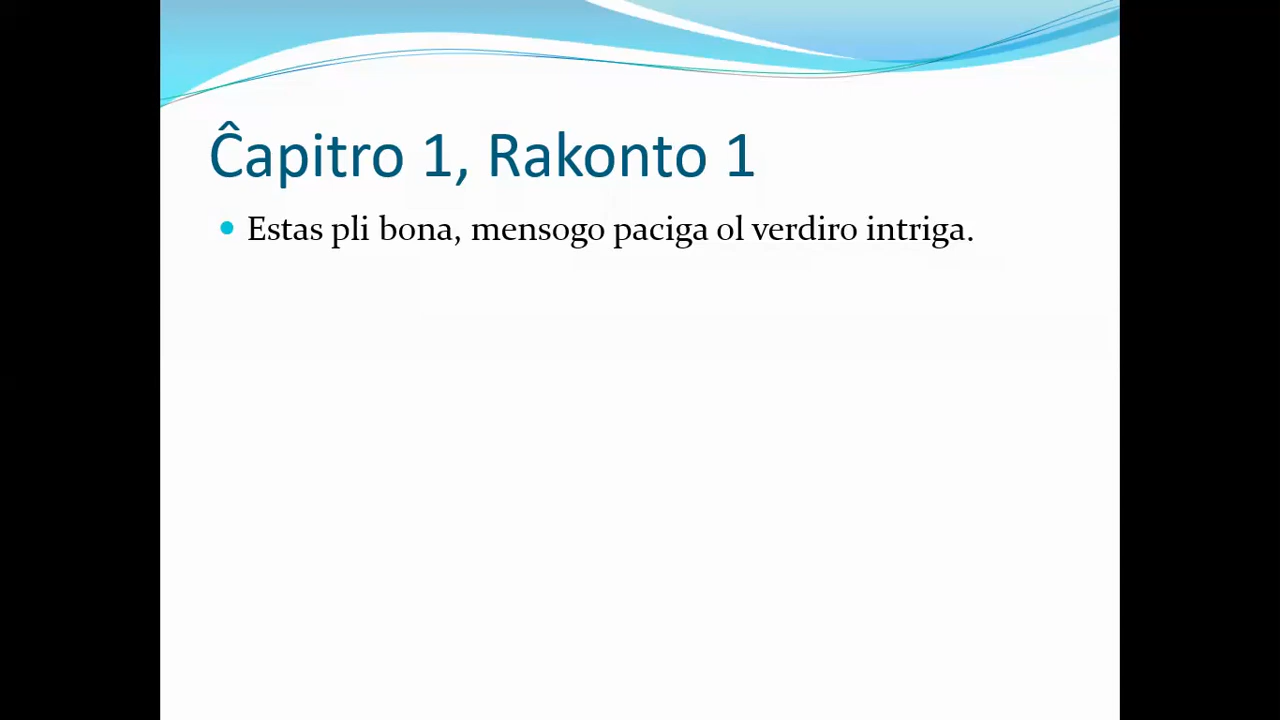 Ĉapitro 1, Rakonto 1
Estas pli bona, mensogo paciga ol verdiro intriga.